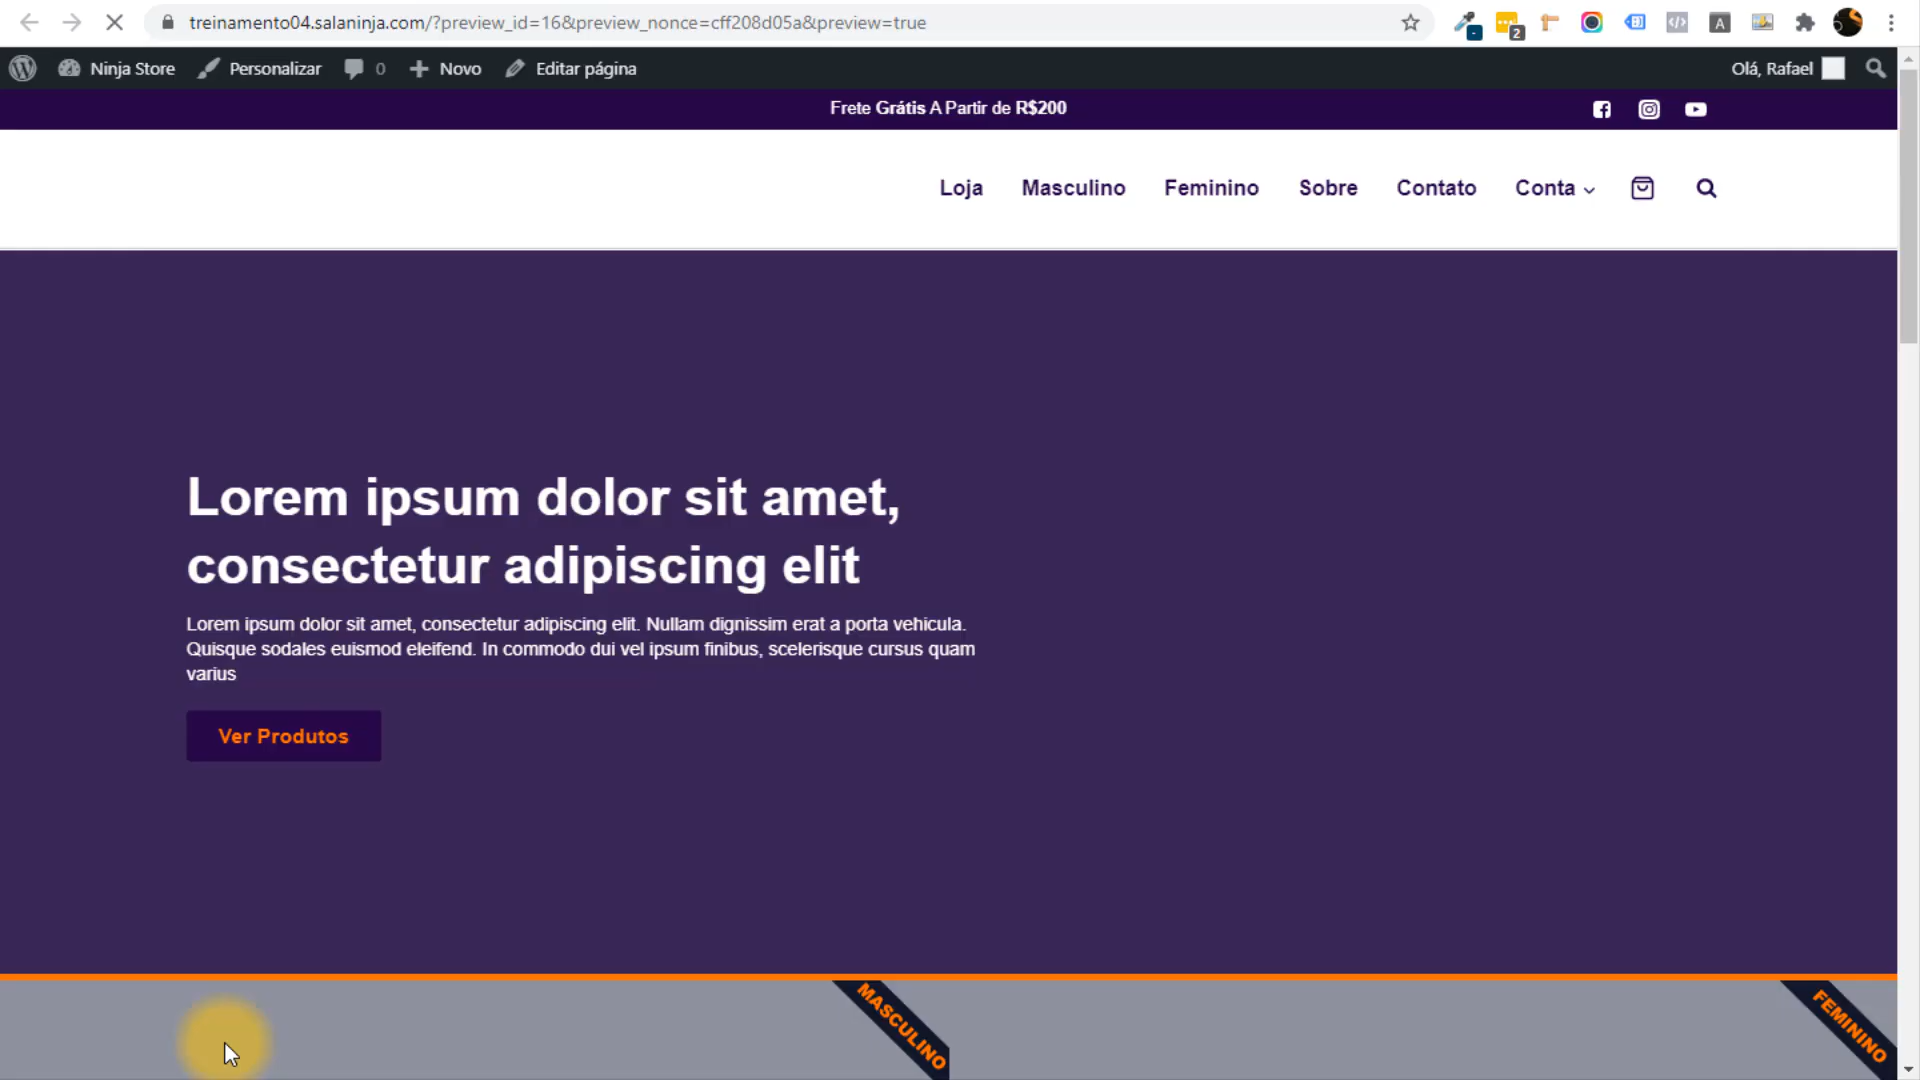 treinamento04.salaninja.com/?preview_id=16&preview_nonce=cff208d05a&preview=true
2
A
Ninja Store
Personalizar
0
Novo
Editar página
Olá, Rafael
Frete Grátis A Partir de R$200
Loja
Masculino
Feminino
Sobre
Contato
Conta
Lorem ipsum dolor sit amet,
consectetur adipiscing elit
Lorem ipsum dolor sit amet, consectetur adipiscing elit. Nullam dignissim erat a porta vehicula.
Quisque sodales euismod eleifend. In commodo dui vel ipsum finibus, scelerisque cursus quam
varius
Ver Produtos
MASCULINO
FEMININO